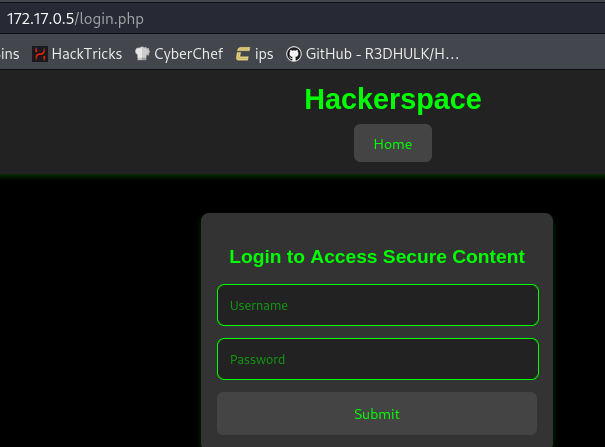 172.17.0.5/login.php
ins HackTricks CyberChef ips GitHub - R3DHULK/H…
Hackerspace
Home
Login to Access Secure Content
Username
Password
Submit